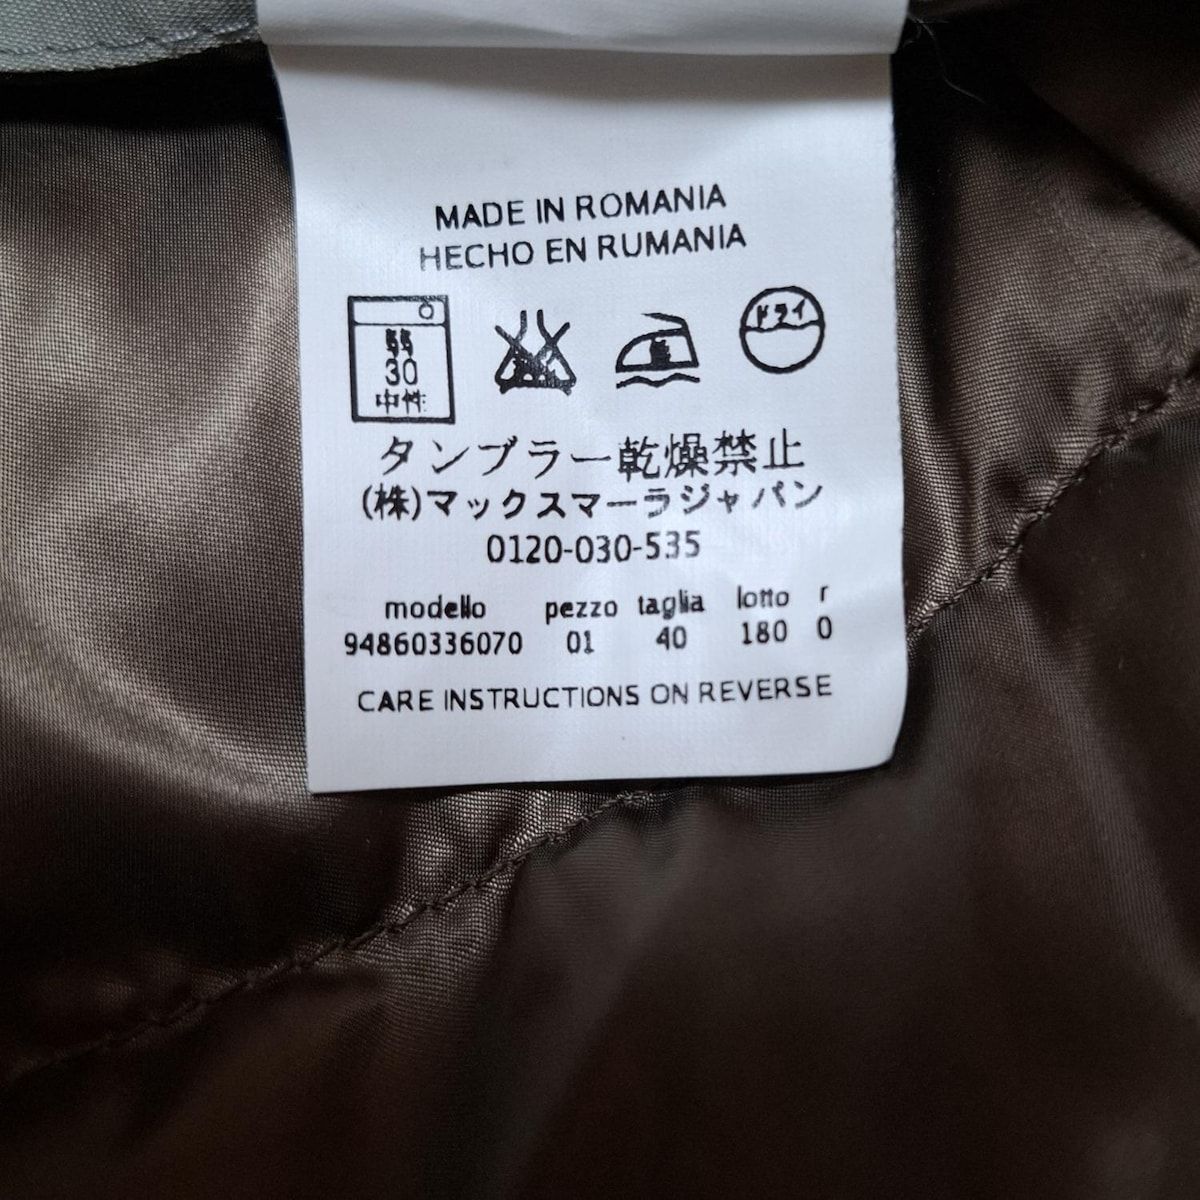 MADE IN ROMANIA
HECHO EN RUMANIA
弱
30
中性
ドライ
タンブラー乾燥禁止
(株)マックスマーラジャパン
0120-030-535
modello pezzo taglia lotto r
94860336070 01 40 180 0
CARE INSTRUCTIONS ON REVERSE